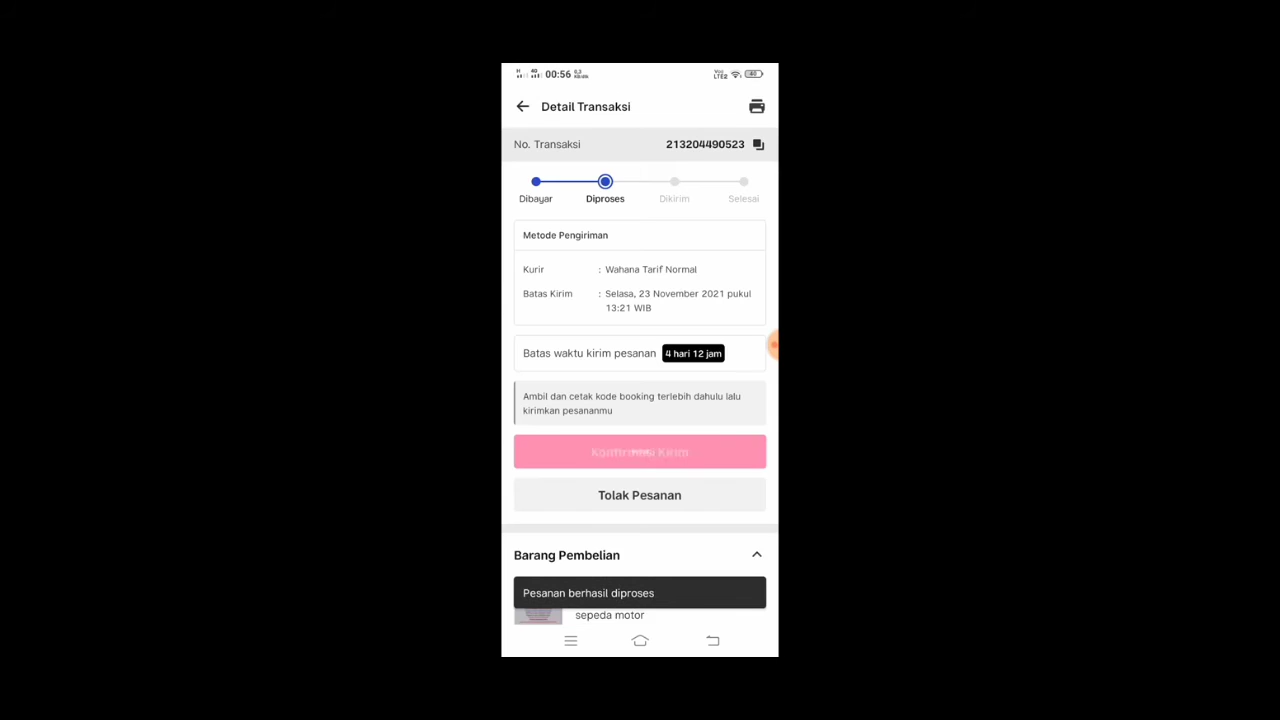 00:56
Detail Transaksi
No. Transaksi 213204490523
Dibayar Diproses Dikirim Selesai
Metode Pengiriman
Kurir : Wahana Tarif Normal
Batas Kirim : Selasa, 23 November 2021 pukul
13:21 WIB
Batas waktu kirim pesanan 4 hari 12 jam
Ambil dan cetak kode booking terlebih dahulu lalu
kirimkan pesananmu
Konfirmasi Kirim
Tolak Pesanan
Barang Pembelian
Pesanan berhasil diproses
sepeda motor